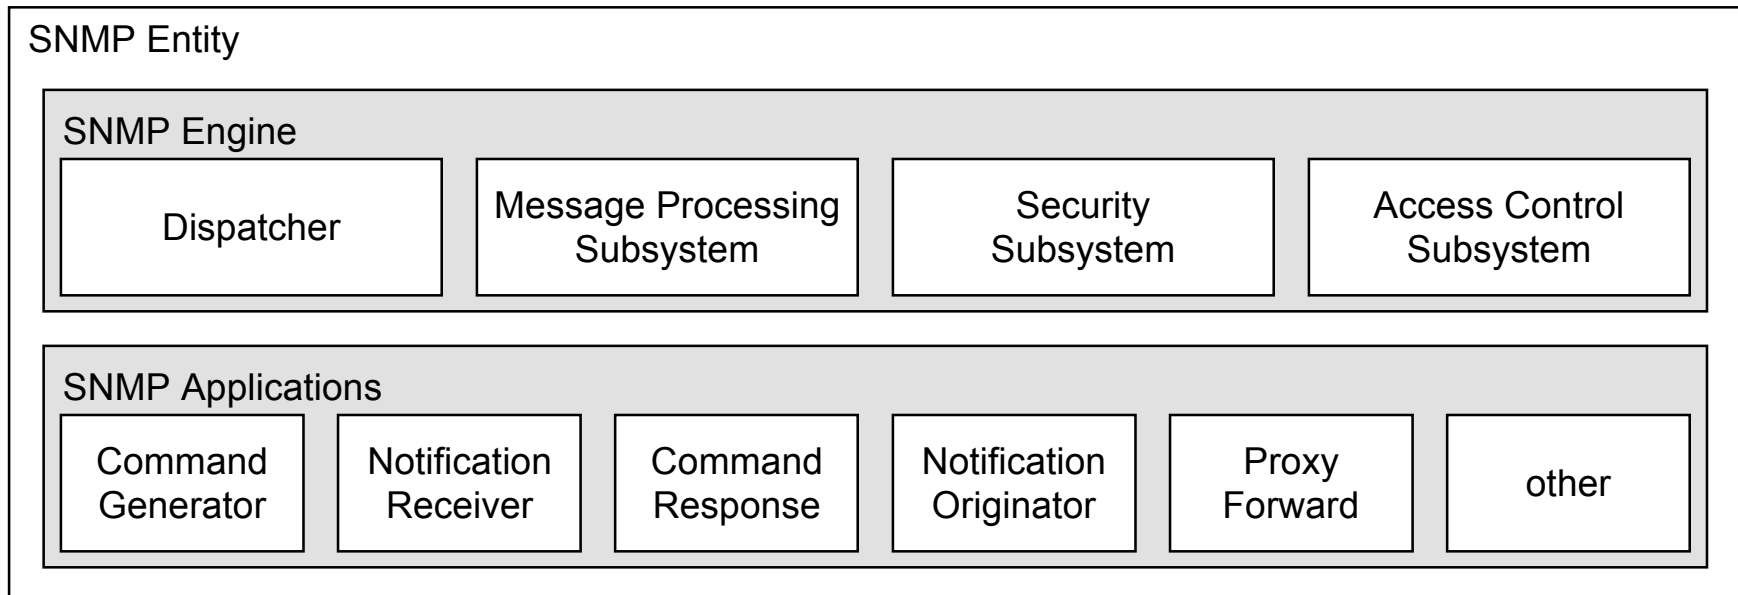 SNMP Entity
SNMP Engine
Dispatcher
Message Processing
Subsystem
Security
Subsystem
Access Control
Subsystem
SNMP Applications
Command
Generator
Notification
Receiver
Command
Response
Notification
Originator
Proxy
Forward
other